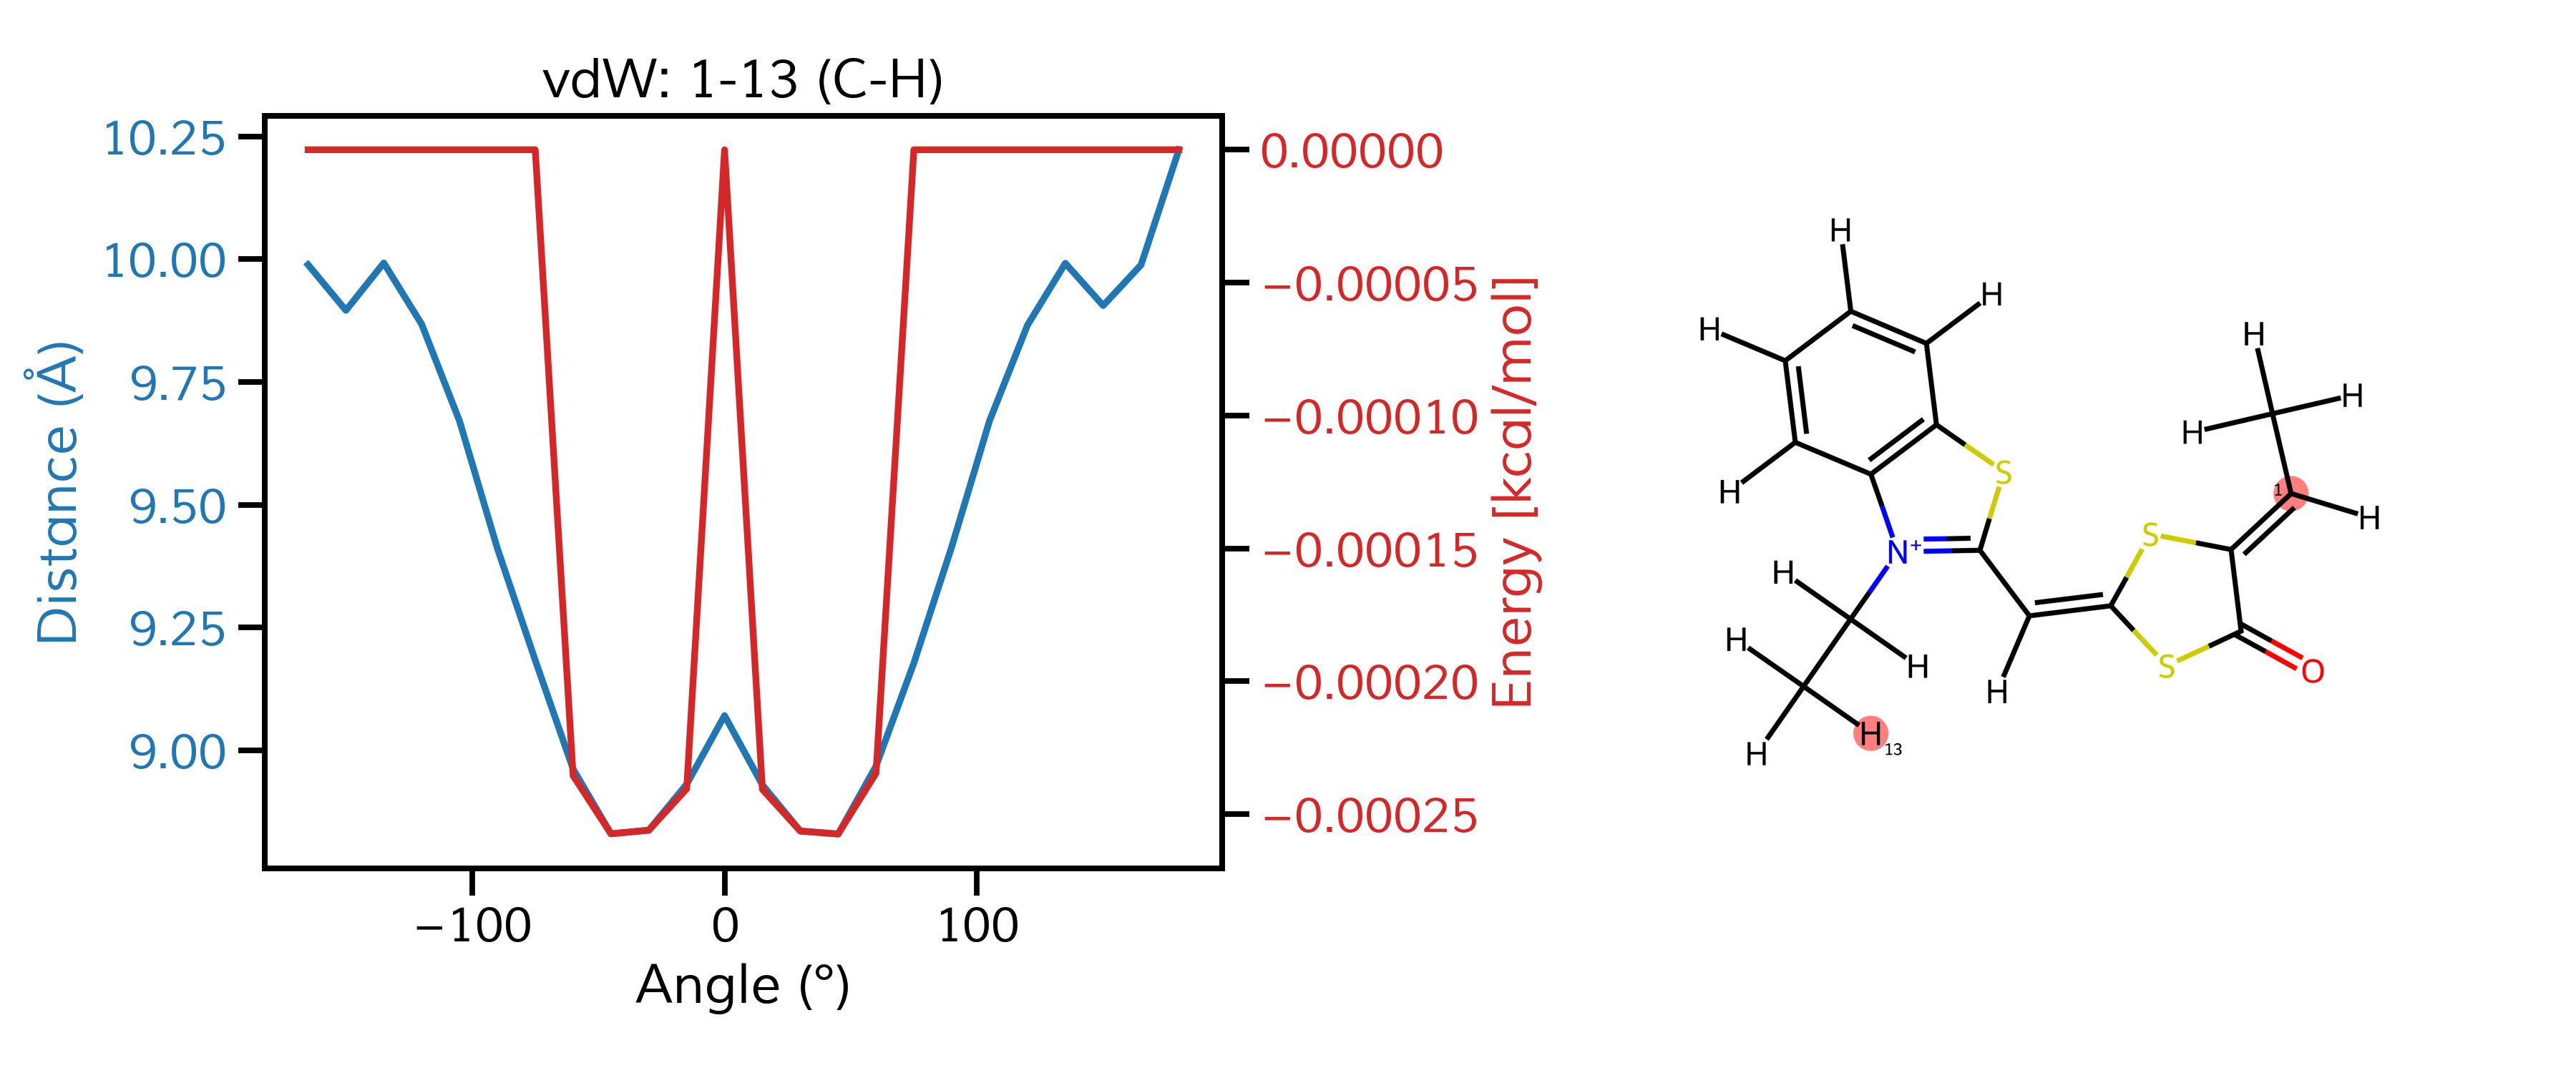 vdW: 1-13 (C-H)
Distance (Å)
10.25
10.00
9.75
9.50
9.25
9.00
0.00000
−0.00005
−0.00010
−0.00015
−0.00020
−0.00025
Energy [kcal/mol]
−100
0
100
Angle (°)
H
H
H
H
S
N+
H
H
H
H
H
H 13
H
S
S
O
H
H
H
1
H